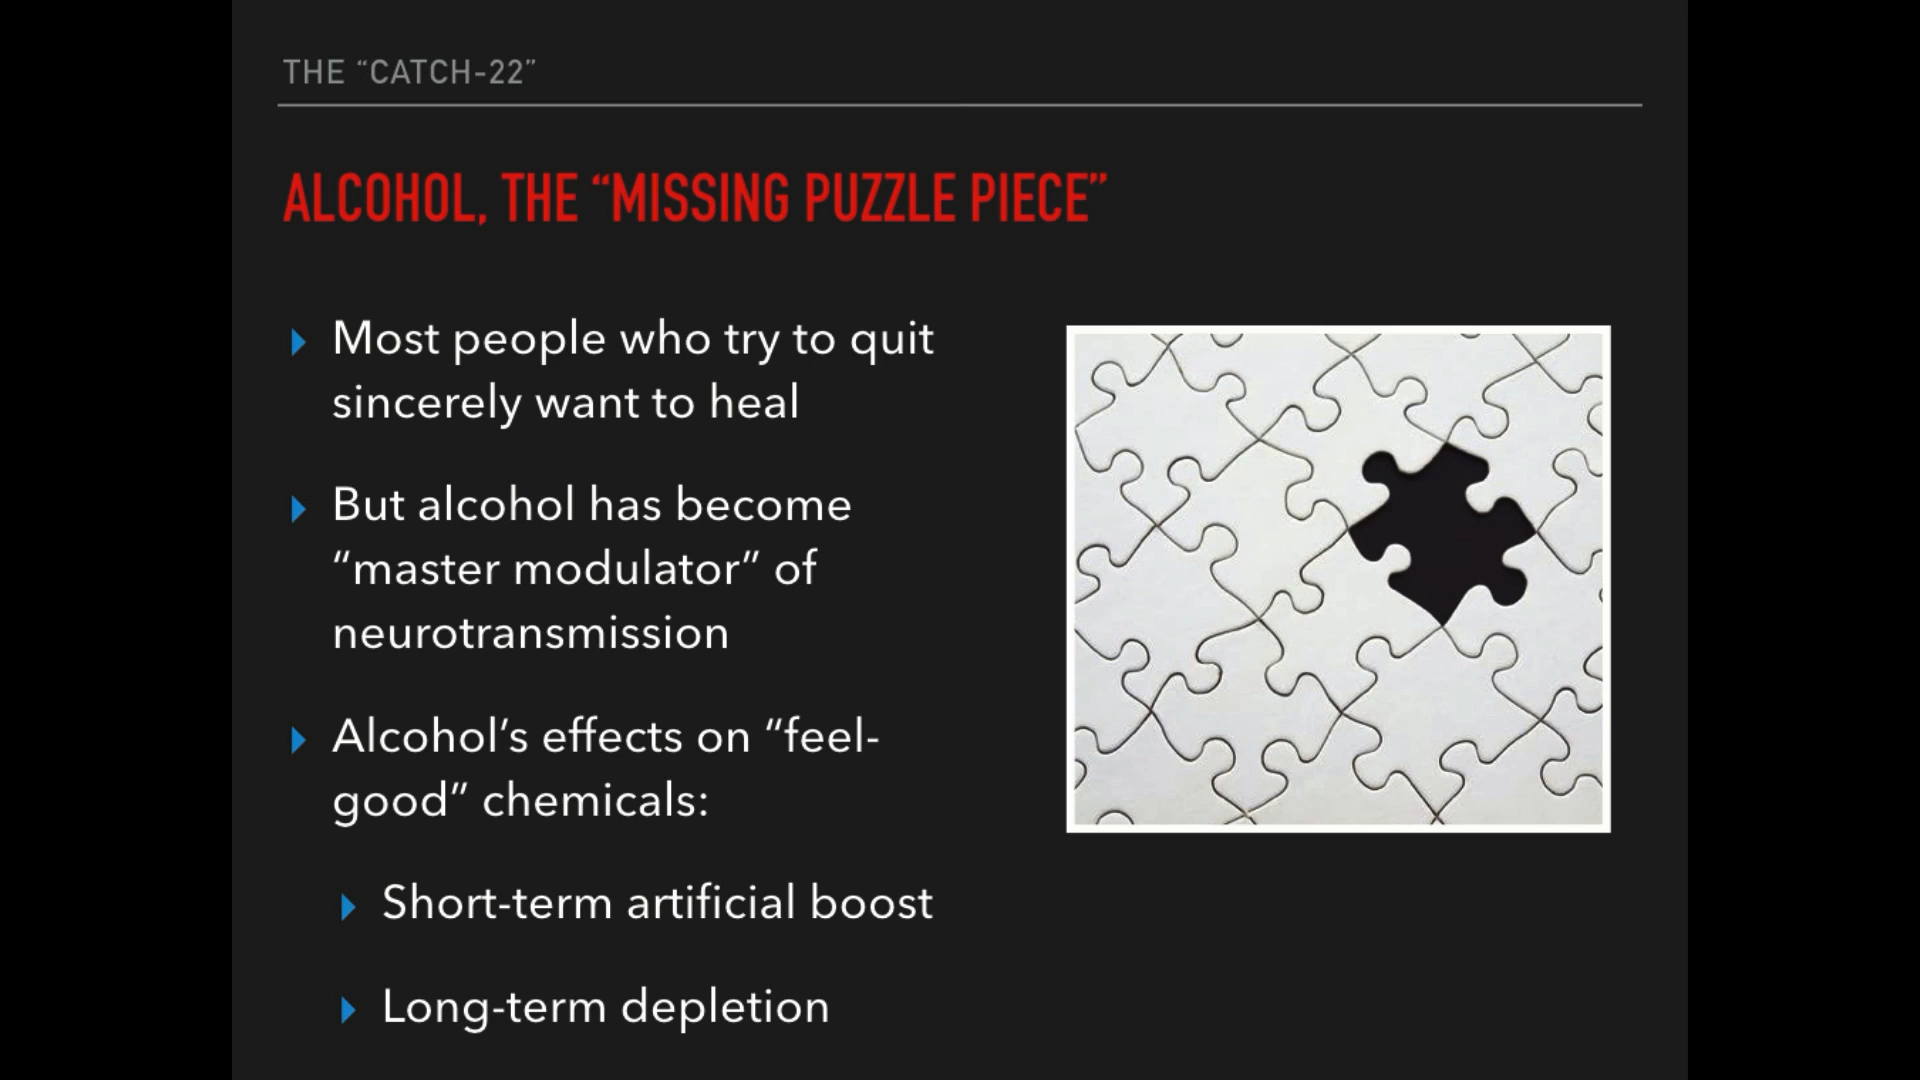 THE “CATCH-22”
ALCOHOL, THE “MISSING PUZZLE PIECE”
Most people who try to quit
sincerely want to heal
But alcohol has become
“master modulator” of
neurotransmission
Alcohol’s effects on “feel-
good” chemicals:
Short-term artificial boost
Long-term depletion